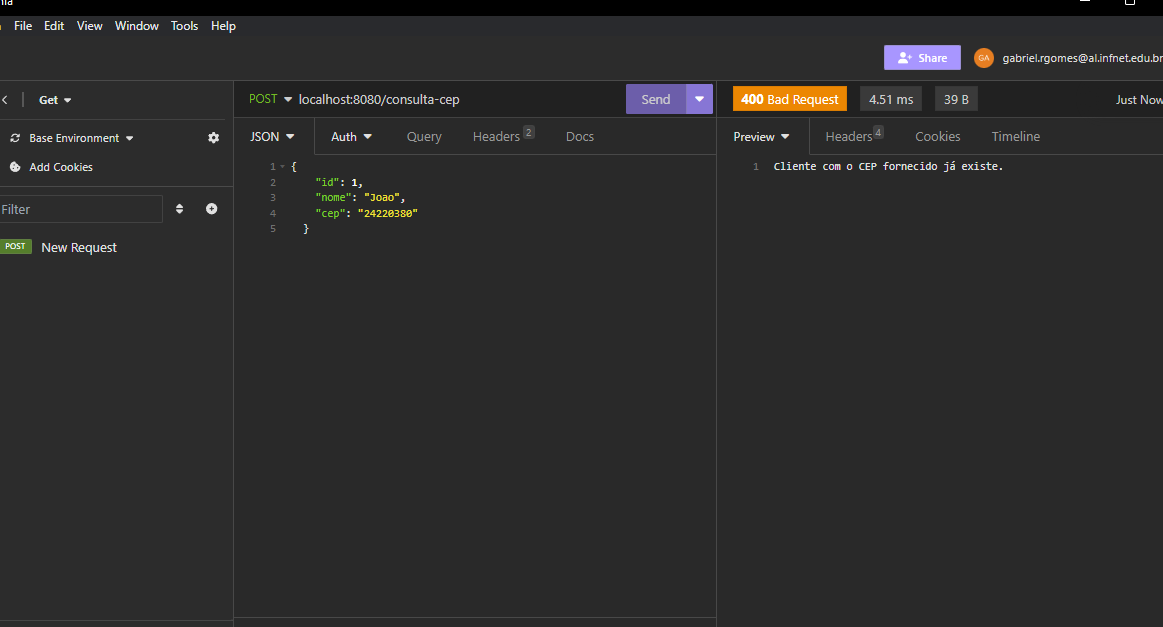 File Edit View Window Tools Help
Share GA gabriel.rgomes@al.infnet.edu.br
Get POST localhost:8080/consulta-cep Send 400 Bad Request 4.51 ms 39 B Just Now
Base Environment JSON Auth Query Headers 2 Docs Preview Headers 4 Cookies Timeline
Add Cookies
Filter
POST New Request
1 {
2 "id": 1,
3 "nome": "Joao",
4 "cep": "24220380"
5 }
1 Cliente com o CEP fornecido já existe.